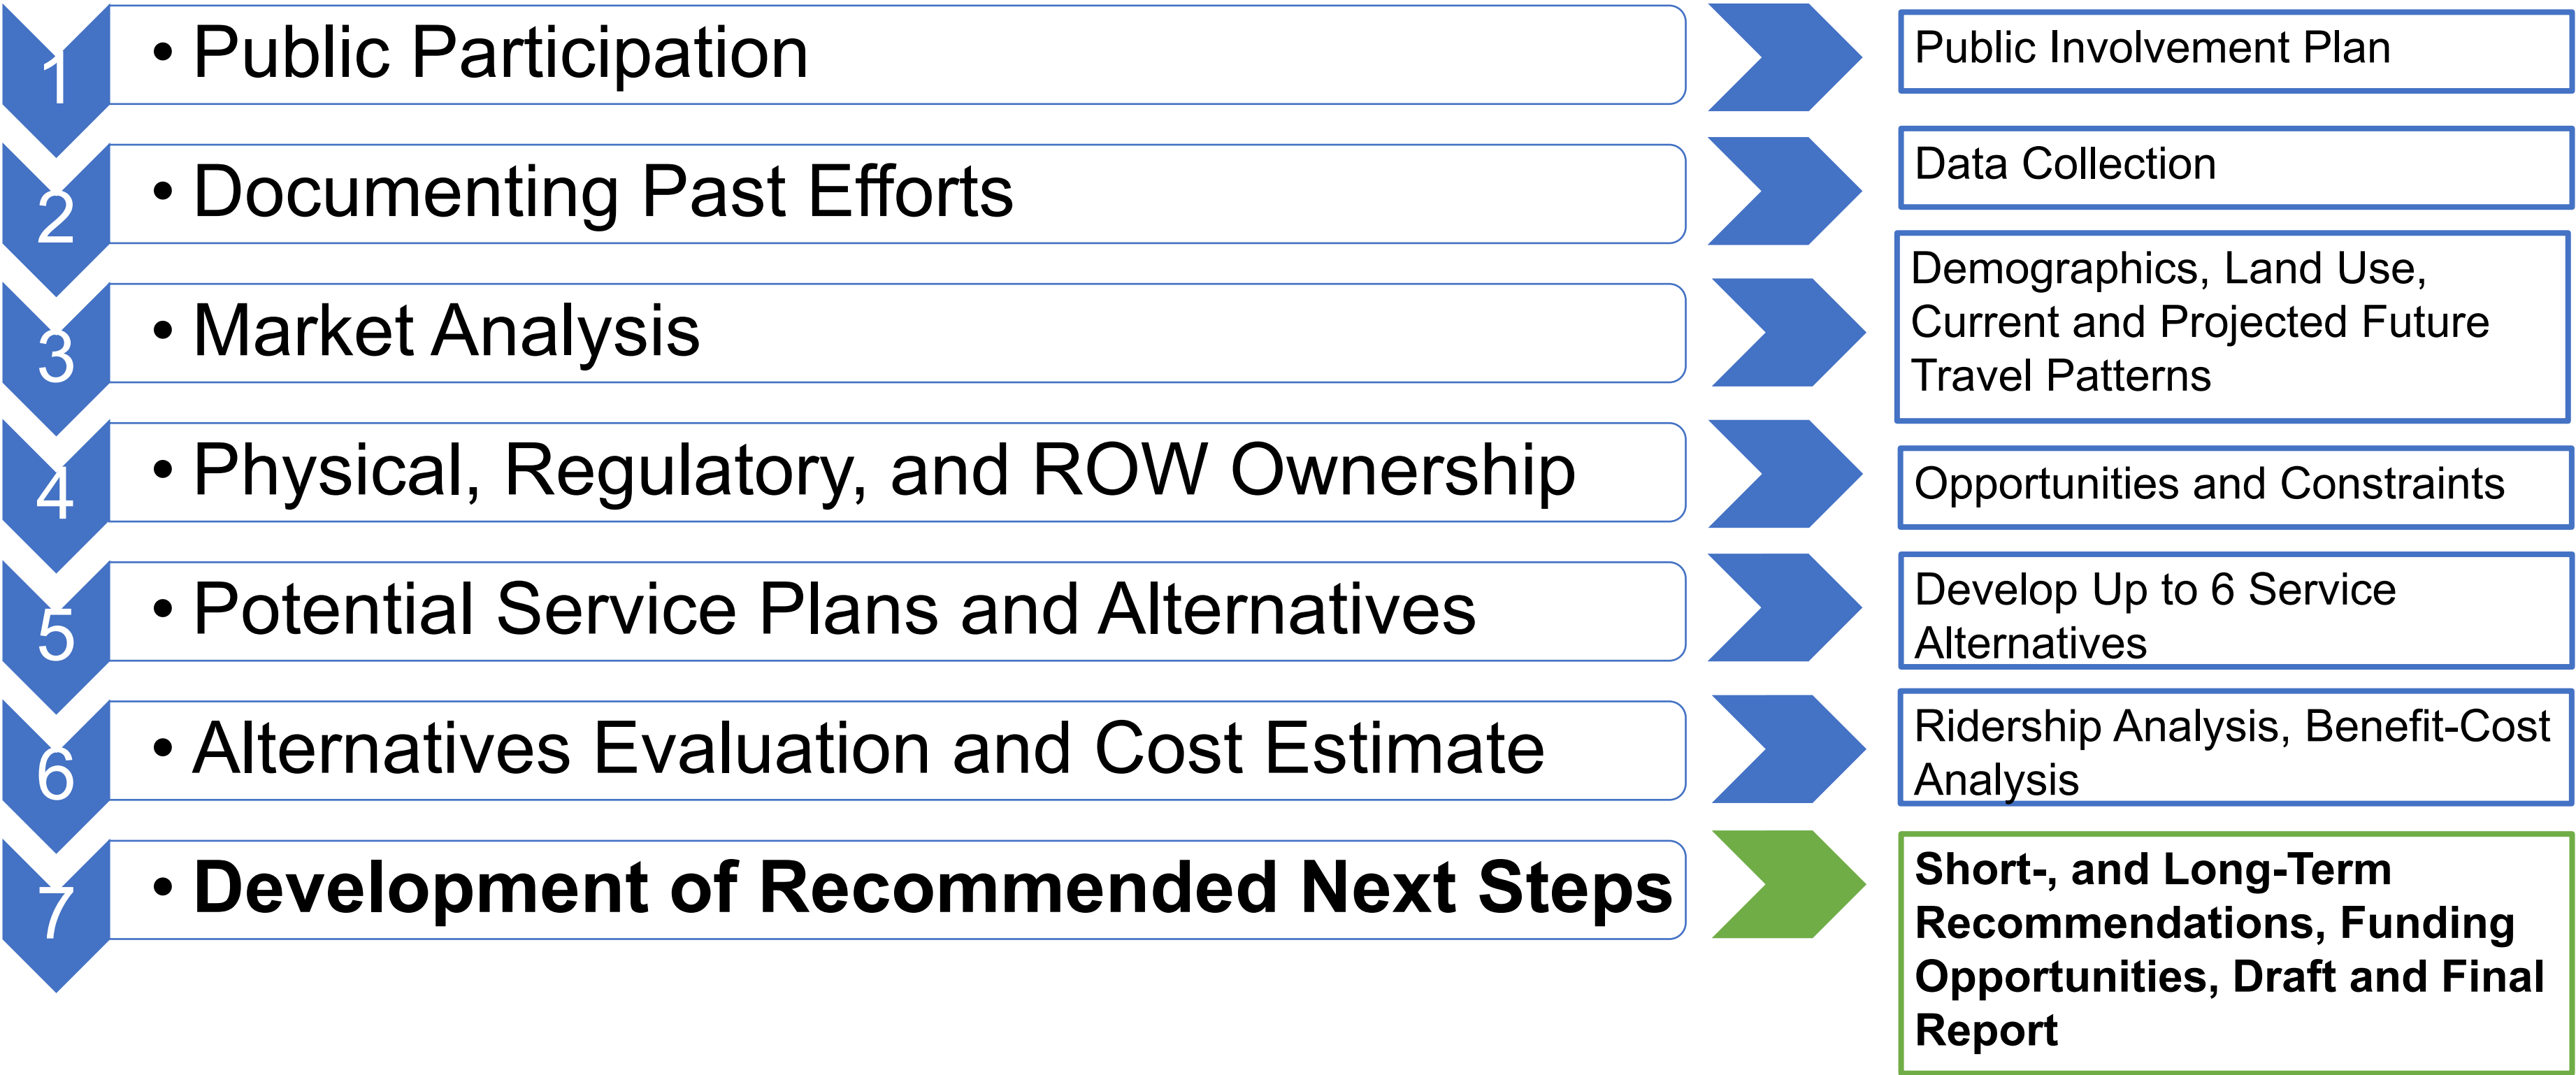 1
• Public Participation
Public Involvement Plan
2
• Documenting Past Efforts
Data Collection
3
• Market Analysis
Demographics, Land Use,
Current and Projected Future
Travel Patterns
4
• Physical, Regulatory, and ROW Ownership
Opportunities and Constraints
5
• Potential Service Plans and Alternatives
Develop Up to 6 Service
Alternatives
6
• Alternatives Evaluation and Cost Estimate
Ridership Analysis, Benefit-Cost
Analysis
7
• Development of Recommended Next Steps
Short-, and Long-Term
Recommendations, Funding
Opportunities, Draft and Final
Report